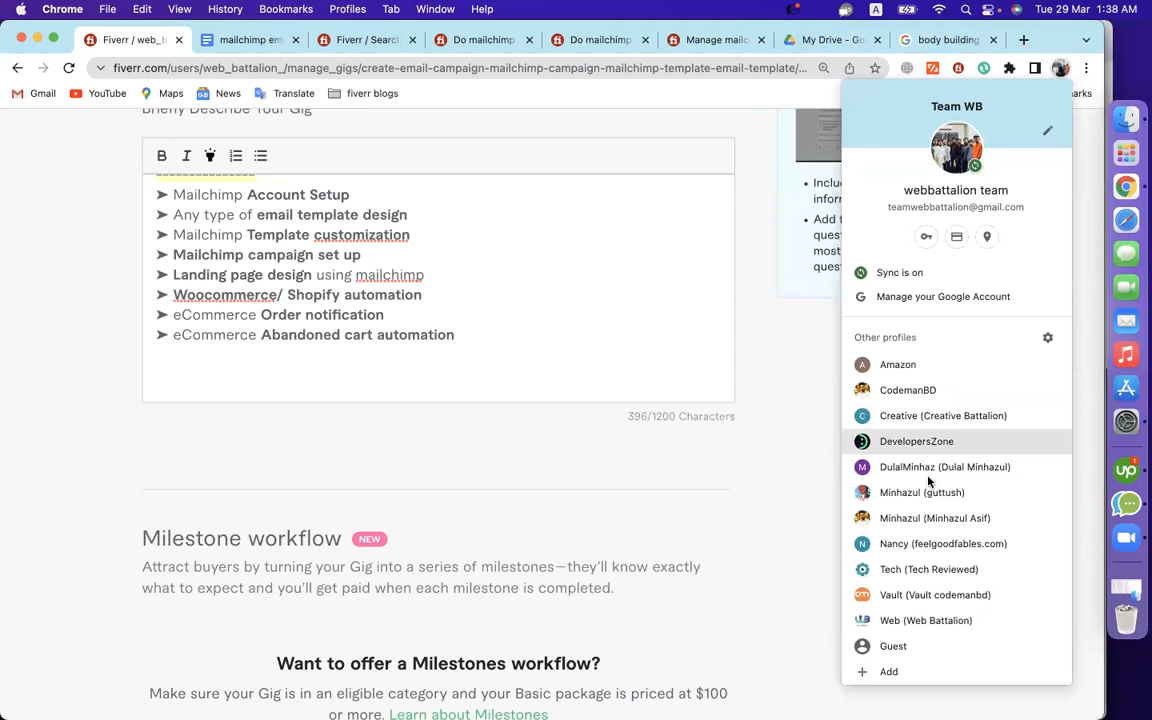 Chrome File Edit View History Bookmarks Profiles Tab Window Help A Tue 29 Mar 1:38 AM
Fiverr / web_b mailchimp em Fiverr / Searc Do mailchimp Do mailchimp Manage mailc My Drive - Go body building
fiverr.com/users/web_battalion_/manage_gigs/create-email-campaign-mailchimp-campaign-mailchimp-template-email-template/...
Gmail YouTube Maps News Translate fiverr blogs arks
Briefly Describe Your Gig
B I
➤ Mailchimp Account Setup
➤ Any type of email template design
➤ Mailchimp Template customization
➤ Mailchimp campaign set up
➤ Landing page design using mailchimp
➤ Woocommerce/ Shopify automation
➤ eCommerce Order notification
➤ eCommerce Abandoned cart automation
396/1200 Characters
Milestone workflow NEW
Attract buyers by turning your Gig into a series of milestones—they'll know exactly
what to expect and you'll get paid when each milestone is completed.
Want to offer a Milestones workflow?
Make sure your Gig is in an eligible category and your Basic package is priced at $100
or more. Learn about Milestones
• Inclu
infor
• Add f
quest
most
ques
Team WB
webbattalion team
teamwebbattalion@gmail.com
Sync is on
G Manage your Google Account
Other profiles
A Amazon
CodemanBD
C Creative (Creative Battalion)
DevelopersZone
M DulalMinhaz (Dulal Minhazul)
Minhazul (guttush)
Minhazul (Minhazul Asif)
N Nancy (feelgoodfables.com)
Tech (Tech Reviewed)
Vault (Vault codemanbd)
Web (Web Battalion)
Guest
+ Add
up 1